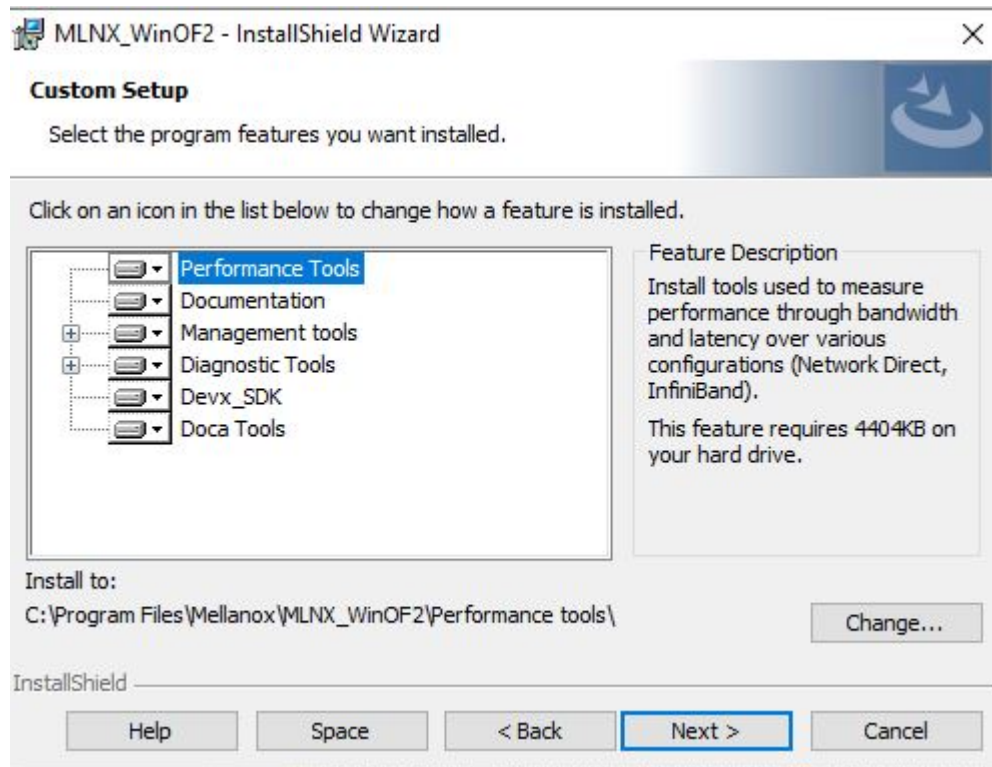 MLNX_WinOF2 - InstallShield Wizard
Custom Setup
Select the program features you want installed.
Click on an icon in the list below to change how a feature is installed.
Performance Tools
Documentation
Management tools
Diagnostic Tools
Devx_SDK
Doca Tools
Feature Description
Install tools used to measure
performance through bandwidth
and latency over various
configurations (Network Direct,
InfiniBand).
This feature requires 4404KB on
your hard drive.
Install to:
C:\Program Files\Mellanox\MLNX_WinOF2\Performance tools\
Change...
InstallShield
Help
Space
< Back
Next >
Cancel